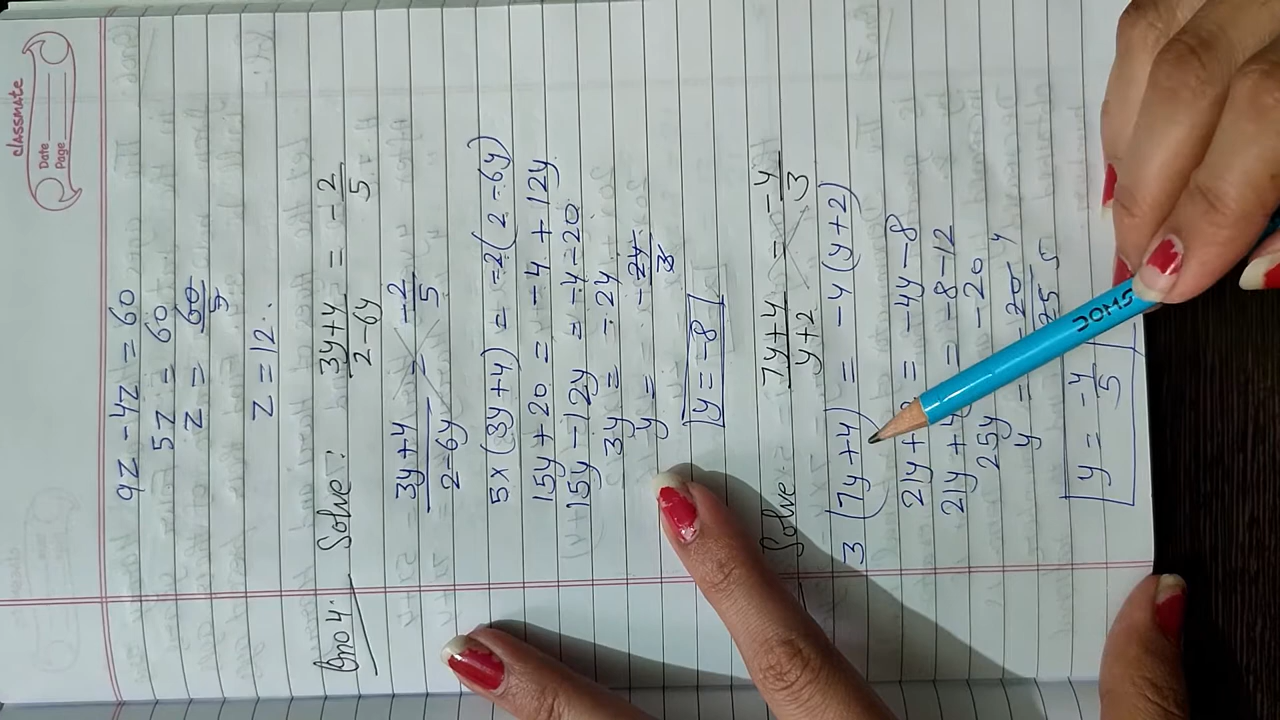 classmate
Date
Page
9z - 4z = 60
5z = 60
z = 60/5
z = 12.
Qno 4. Solve: (3y+4)/(2-6y) = -2/5
(3y+4)/(2-6y) = -2/5
5x(3y+4) = -2(2-6y)
15y+20 = -4+12y
15y-12y = -4-20
3y = -24
y = -24/3
y = -8
Solve: (7y+4)/(y+2) = -4/3
3(7y+4) = -4(y+2)
21y+ = -4y-8
21y+4 = -8-12
25y = -20
y = -20/25 4 5
y = -4/5
DOMS